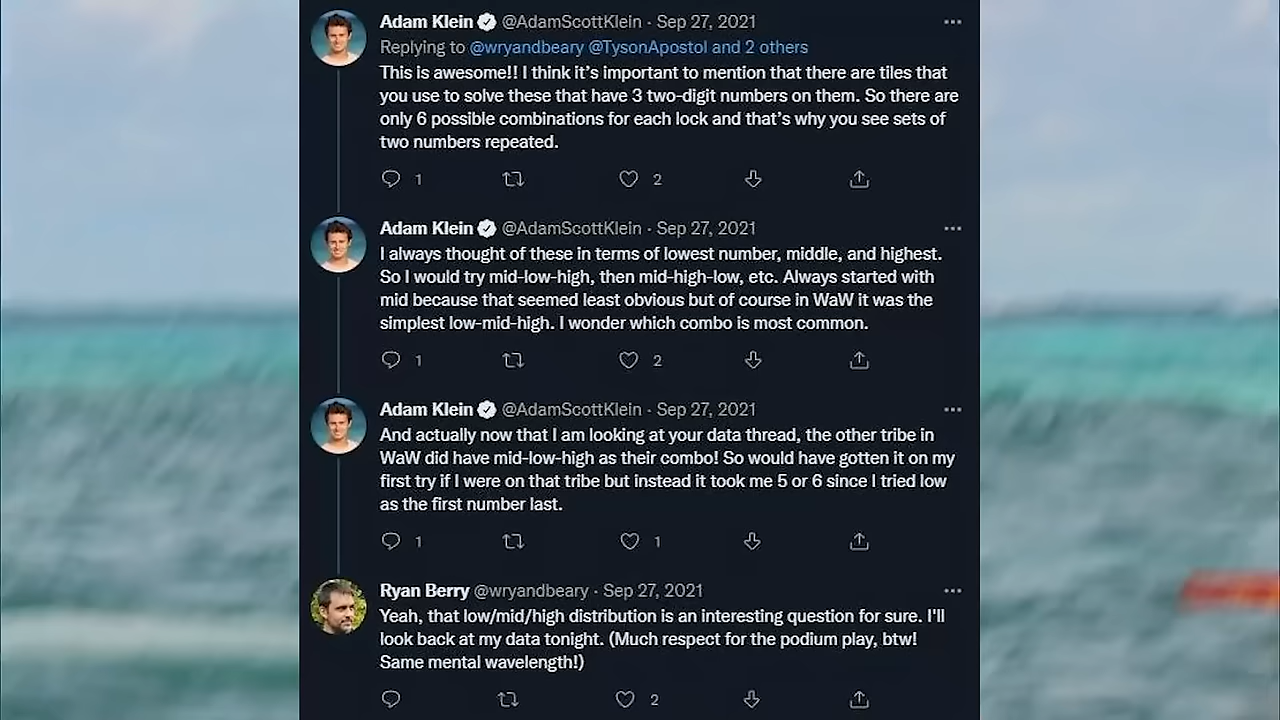 Adam Klein @AdamScottKlein · Sep 27, 2021
Replying to @wryandbeary @TysonApostol and 2 others
This is awesome!! I think it's important to mention that there are tiles that
you use to solve these that have 3 two-digit numbers on them. So there are
only 6 possible combinations for each lock and that's why you see sets of
two numbers repeated.
1 2
Adam Klein @AdamScottKlein · Sep 27, 2021
I always thought of these in terms of lowest number, middle, and highest.
So I would try mid-low-high, then mid-high-low, etc. Always started with
mid because that seemed least obvious but of course in WaW it was the
simplest low-mid-high. I wonder which combo is most common.
1 2
Adam Klein @AdamScottKlein · Sep 27, 2021
And actually now that I am looking at your data thread, the other tribe in
WaW did have mid-low-high as their combo! So would have gotten it on my
first try if I were on that tribe but instead it took me 5 or 6 since I tried low
as the first number last.
1 1
Ryan Berry @wryandbeary · Sep 27, 2021
Yeah, that low/mid/high distribution is an interesting question for sure. I'll
look back at my data tonight. (Much respect for the podium play, btw!
Same mental wavelength!)
2